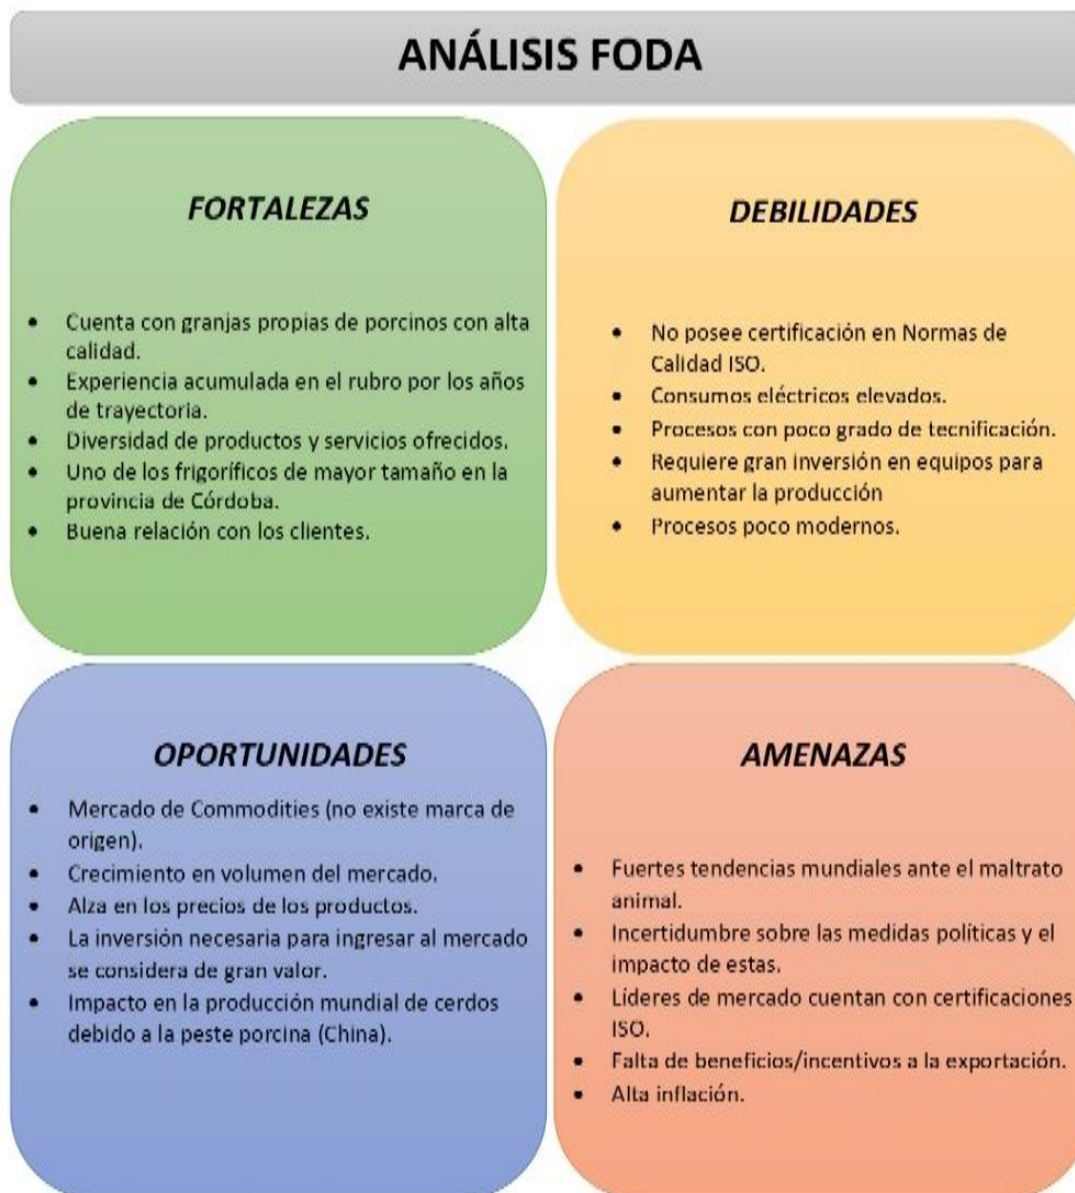 ANÁLISIS FODA
FORTALEZAS
• Cuenta con granjas propias de porcinos con alta
calidad.
• Experiencia acumulada en el rubro por los años
de trayectoria.
• Diversidad de productos y servicios ofrecidos.
• Uno de los frigoríficos de mayor tamaño en la
provincia de Córdoba.
• Buena relación con los clientes.
DEBILIDADES
• No posee certificación en Normas de
Calidad ISO.
• Consumos eléctricos elevados.
• Procesos con poco grado de tecnificación.
• Requiere gran inversión en equipos para
aumentar la producción
• Procesos poco modernos.
OPORTUNIDADES
• Mercado de Commodities (no existe marca de
origen).
• Crecimiento en volumen del mercado.
• Alza en los precios de los productos.
• La inversión necesaria para ingresar al mercado
se considera de gran valor.
• Impacto en la producción mundial de cerdos
debido a la peste porcina (China).
AMENAZAS
• Fuertes tendencias mundiales ante el maltrato
animal.
• Incertidumbre sobre las medidas políticas y el
impacto de estas.
• Líderes de mercado cuentan con certificaciones
ISO.
• Falta de beneficios/incentivos a la exportación.
• Alta inflación.